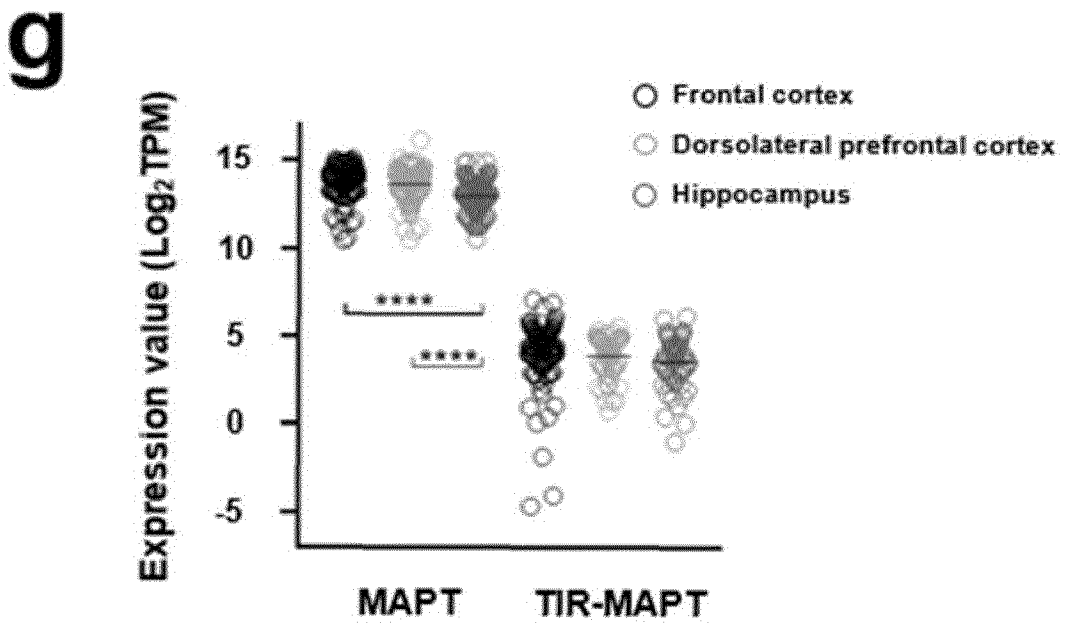 g
Expression value (Log₂TPM)
Frontal cortex
Dorsolateral prefrontal cortex
Hippocampus
15
10
5
0
-5
****
****
MAPT
TIR-MAPT